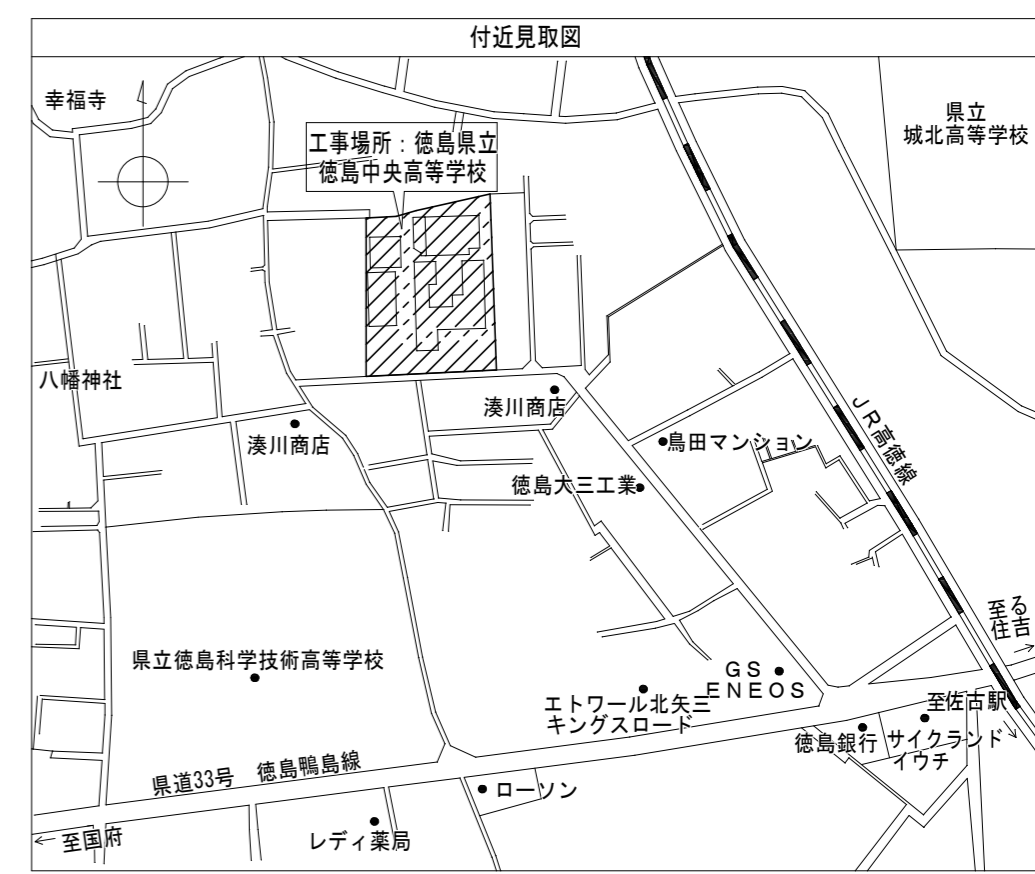 付近見取図
幸福寺
県立
城北高等学校
工事場所：徳島県立
徳島中央高等学校
八幡神社
湊川商店
湊川商店
鳥田マンション
JR高徳線
徳島大三工業
至る
住吉
県立徳島科学技術高等学校
GS
ENEOS
エトワール北矢三
キングスロード
至佐古駅
徳島銀行
サイクランド
イウチ
県道33号 徳島鴨島線
ローソン
至国府
レディ薬局